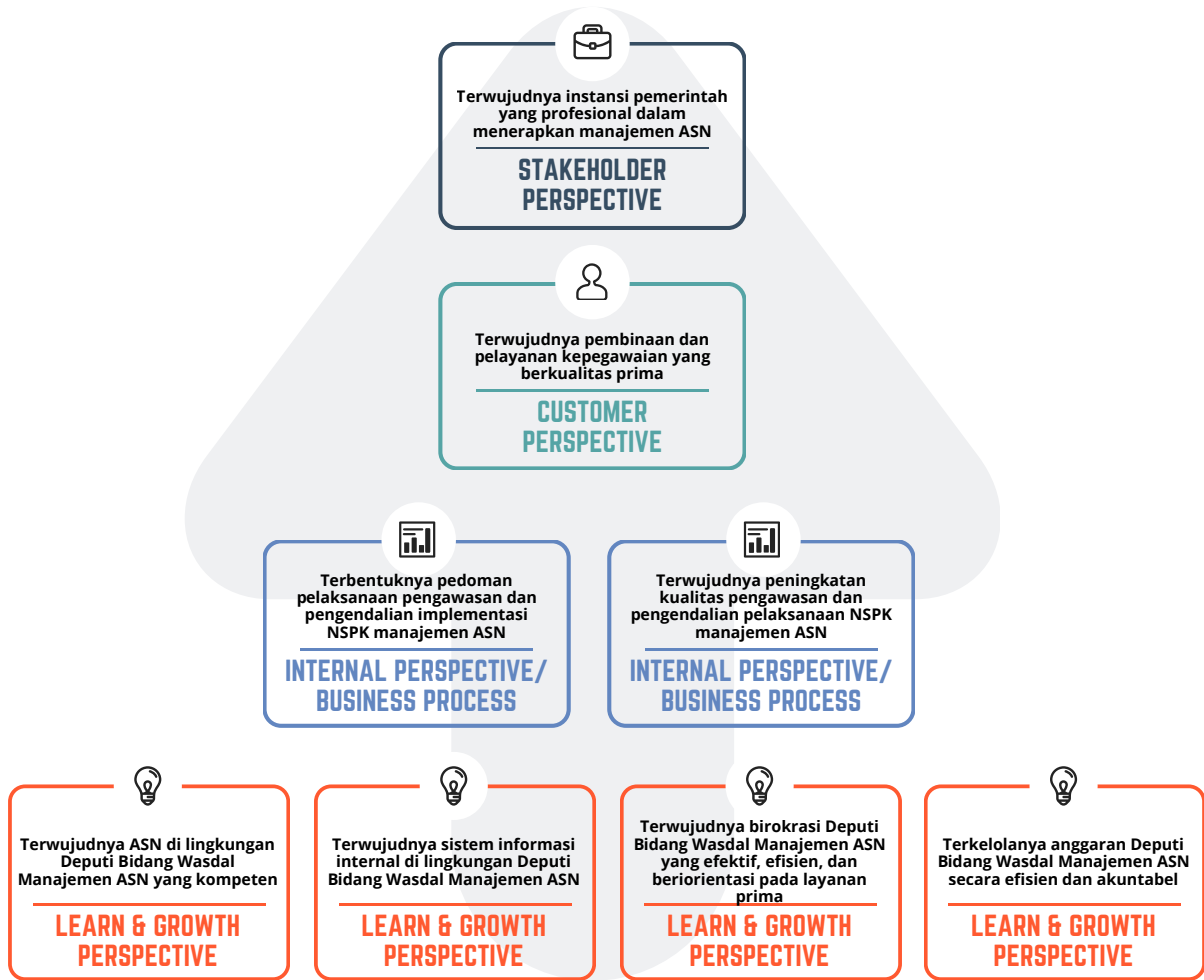 Terwujudnya instansi pemerintah
yang profesional dalam
menerapkan manajemen ASN
STAKEHOLDER
PERSPECTIVE
Terwujudnya pembinaan dan
pelayanan kepegawaian yang
berkualitas prima
CUSTOMER
PERSPECTIVE
Terbentuknya pedoman
pelaksanaan pengawasan dan
pengendalian implementasi
NSPK manajemen ASN
INTERNAL PERSPECTIVE/
BUSINESS PROCESS
Terwujudnya peningkatan
kualitas pengawasan dan
pengendalian pelaksanaan NSPK
manajemen ASN
INTERNAL PERSPECTIVE/
BUSINESS PROCESS
Terwujudnya ASN di lingkungan
Deputi Bidang Wasdal
Manajemen ASN yang kompeten
LEARN & GROWTH
PERSPECTIVE
Terwujudnya sistem informasi
internal di lingkungan Deputi
Bidang Wasdal Manajemen ASN
LEARN & GROWTH
PERSPECTIVE
Terwujudnya birokrasi Deputi
Bidang Wasdal Manajemen ASN
yang efektif, efisien, dan
beriorientasi pada layanan
prima
LEARN & GROWTH
PERSPECTIVE
Terkelolanya anggaran Deputi
Bidang Wasdal Manajemen ASN
secara efisien dan akuntabel
LEARN & GROWTH
PERSPECTIVE